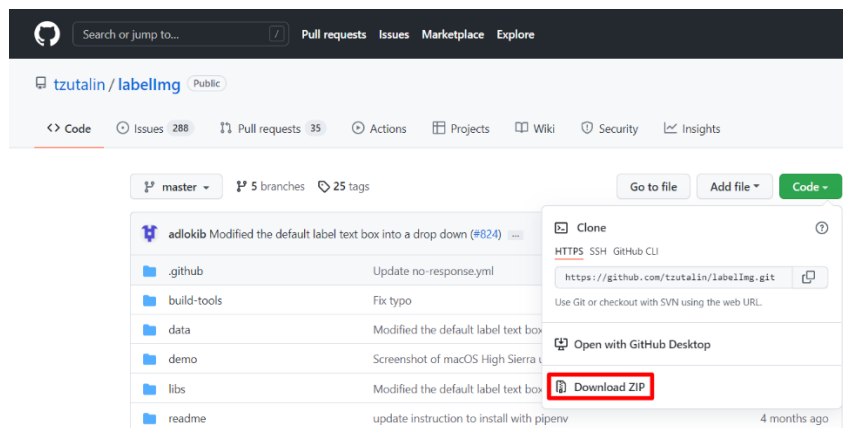 Search or jump to... / Pull requests Issues Marketplace Explore
tzutalin / labelImg Public
<> Code Issues 288 Pull requests 35 Actions Projects Wiki Security Insights
master 5 branches 25 tags Go to file Add file Code
adlokib Modified the default label text box into a drop down (#824) ...
Clone
HTTPS SSH GitHub CLI
https://github.com/tzutalin/labelImg.git
Use Git or checkout with SVN using the web URL.
Open with GitHub Desktop
Download ZIP
.github Update no-response.yml
build-tools Fix typo
data Modified the default label text box
demo Screenshot of macOS High Sierra
libs Modified the default label text box
readme update instruction to install with pipenv 4 months ago